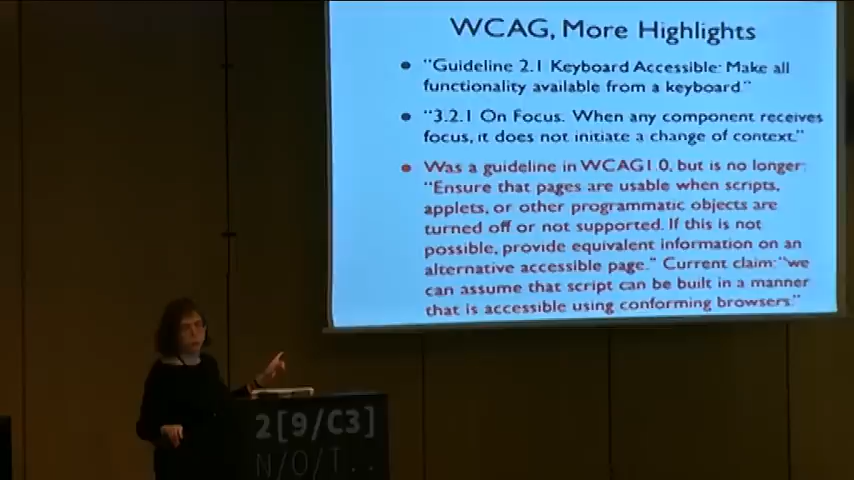 WCAG, More Highlights
• "Guideline 2.1 Keyboard Accessible: Make all
functionality available from a keyboard."
• "3.2.1 On Focus. When any component receives
focus, it does not initiate a change of context."
• Was a guideline in WCAG1.0, but is no longer:
"Ensure that pages are usable when scripts,
applets, or other programmatic objects are
turned off or not supported. If this is not
possible, provide equivalent information on an
alternative accessible page." Current claim: "we
can assume that script can be built in a manner
that is accessible using conforming browsers."
2[9/C3]
N/O/T..